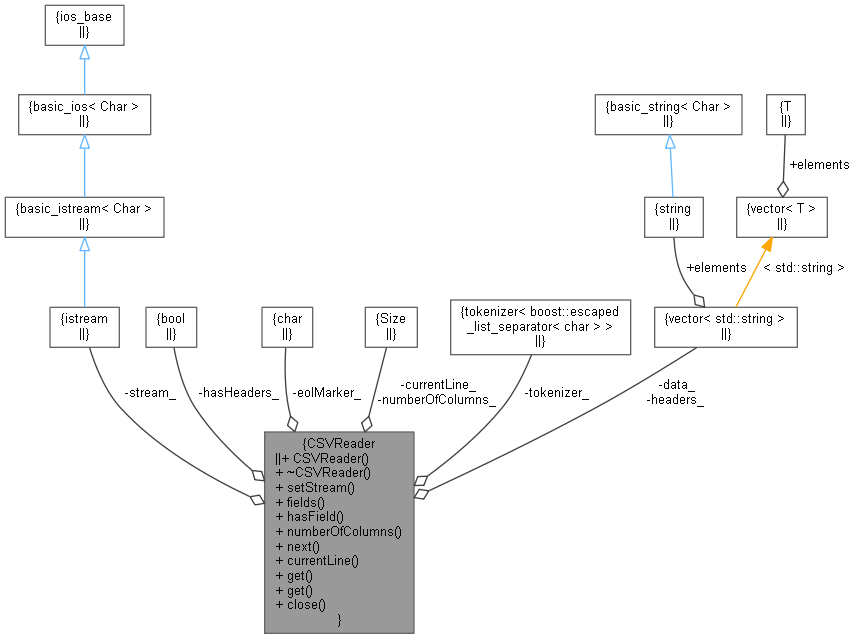 {ios_base
||}
{basic_ios< Char >
||}
{basic_string< Char >
||}
{T
||}
+elements
{basic_istream< Char >
||}
{string
||}
{vector< T >
||}
+elements
< std::string >
{istream
||}
{bool
||}
{char
||}
{Size
||}
{tokenizer< boost::escaped
_list_separator< char > >
||}
{vector< std::string >
||}
-stream_
-hasHeaders_
-eolMarker_
-currentLine_
-numberOfColumns_
-tokenizer_
-data_
-headers_
{CSVReader
||+ CSVReader()
+ ~CSVReader()
+ setStream()
+ fields()
+ hasField()
+ numberOfColumns()
+ next()
+ currentLine()
+ get()
+ get()
+ close()
}